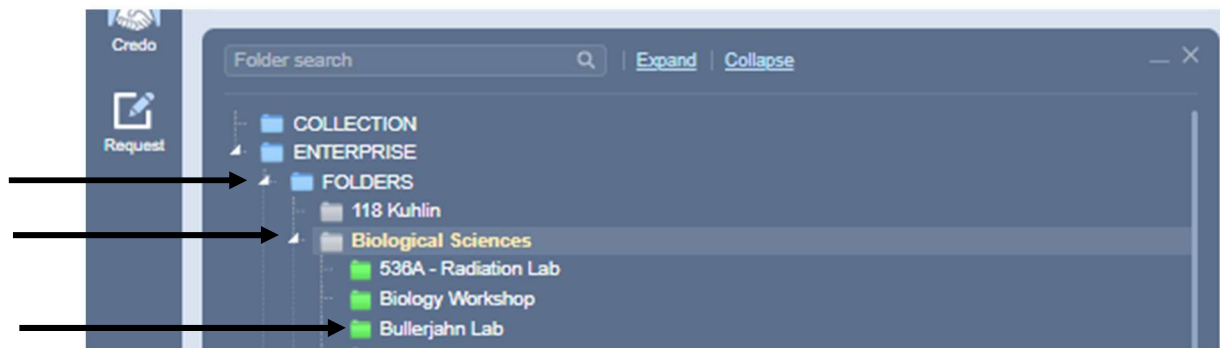 Credo
Folder search | Expand | Collapse
Request
COLLECTION
ENTERPRISE
FOLDERS
118 Kuhlin
Biological Sciences
536A - Radiation Lab
Biology Workshop
Bullerjahn Lab